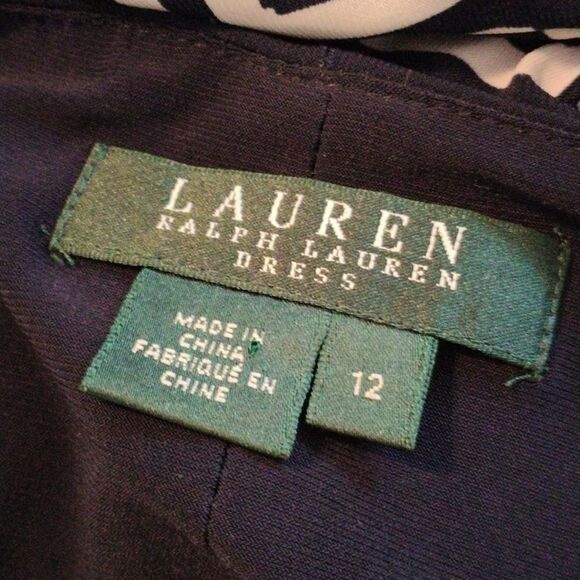 LAUREN
RALPH LAUREN
DRESS
MADE IN
CHINA
FABRIQUÉ EN
CHINE
12